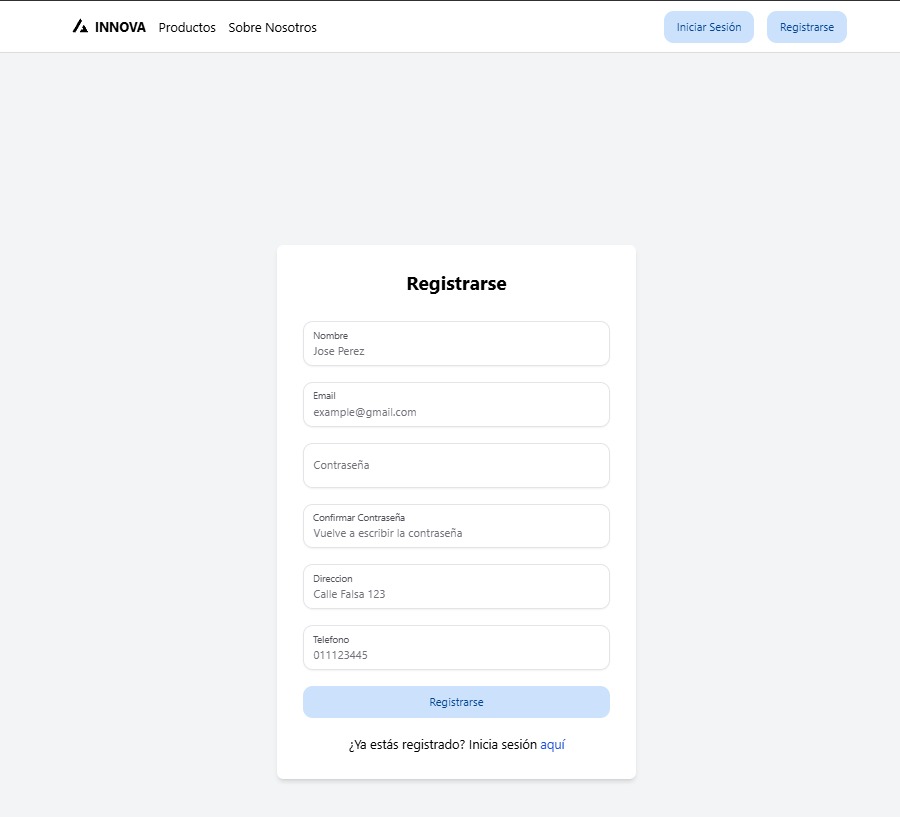 INNOVA Productos Sobre Nosotros Iniciar Sesión Registrarse
Registrarse
Nombre
Jose Perez
Email
example@gmail.com
Contraseña
Confirmar Contraseña
Vuelve a escribir la contraseña
Direccion
Calle Falsa 123
Telefono
011123445
Registrarse
¿Ya estás registrado? Inicia sesión aquí